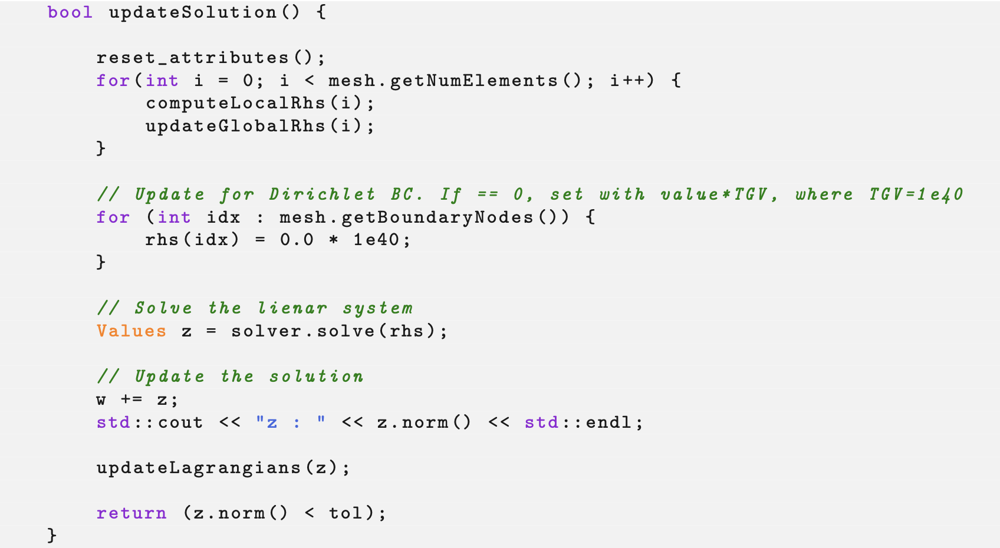 bool updateSolution() {
reset_attributes();
for(int i = 0; i < mesh.getNumElements(); i++) {
computeLocalRhs(i);
updateGlobalRhs(i);
}
// Update for Dirichlet BC. If == 0, set with value*TGV, where TGV=1e40
for (int idx : mesh.getBoundaryNodes()) {
rhs(idx) = 0.0 * 1e40;
}
// Solve the lienar system
Values z = solver.solve(rhs);
// Update the solution
w += z;
std::cout << "z : " << z.norm() << std::endl;
updateLagrangians(z);
return (z.norm() < tol);
}